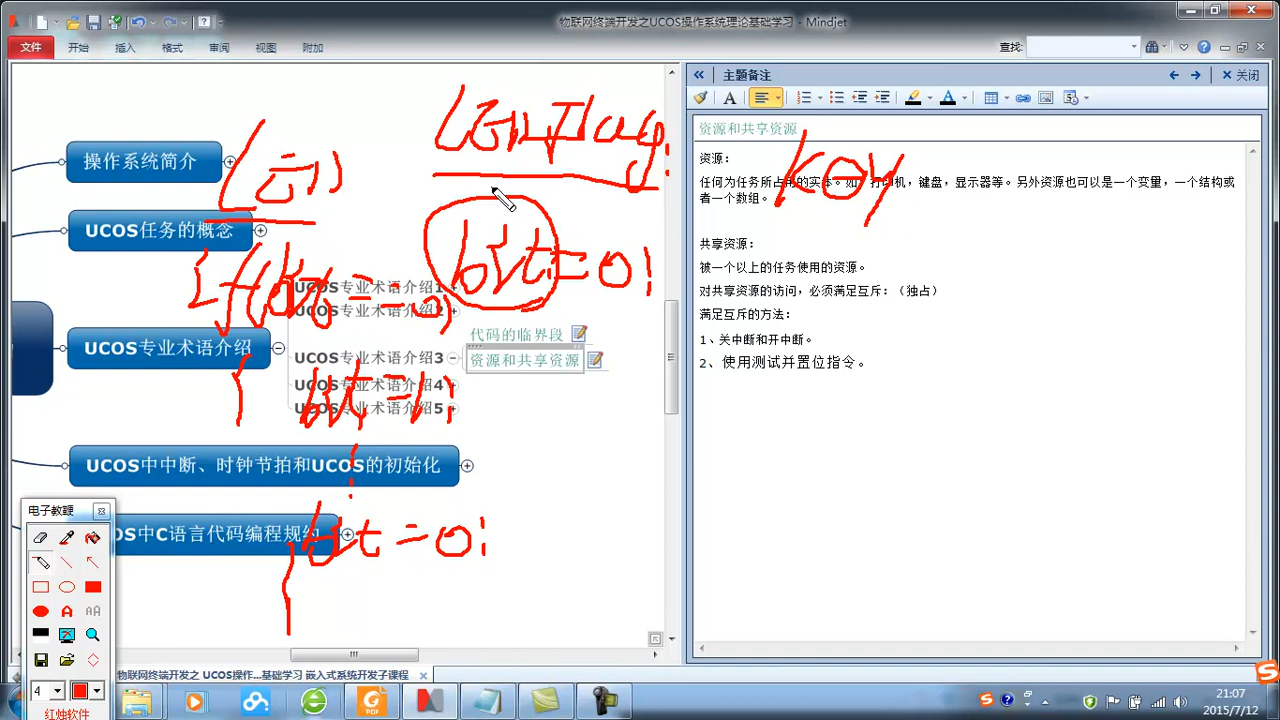 物联网终端开发之UCOS操作系统理论基础学习 - Mindjet
文件 开始 插入 格式 审阅 视图 附加
查找:
主题备注
关闭
资源和共享资源
资源:
任何为任务所占用的实体。如,打印机,键盘,显示器等。另外资源也可以是一个变量,一个结构或
者一个数组。
key
共享资源:
被一个以上的任务使用的资源。
对共享资源的访问,必须满足互斥:(独占)
满足互斥的方法:
1、关中断和开中断。
2、使用测试并置位指令。
操作系统简介
UCOS任务的概念
bit=0;
UCOS专业术语介绍1
UCOS专业术语介绍2
代码的临界段
UCOS专业术语介绍
UCOS专业术语介绍3
资源和共享资源
UCOS专业术语介绍4
bit=1;
UCOS专业术语介绍5
UCOS中中断、时钟节拍和UCOS的初始化
电子教鞭
OS中C语言代码编程规约
bit=0;
4
红烛软件
物联网终端开发之 UCOS操作...基础学习 嵌入式系统开发子课程
PDF
21:07
2015/7/12